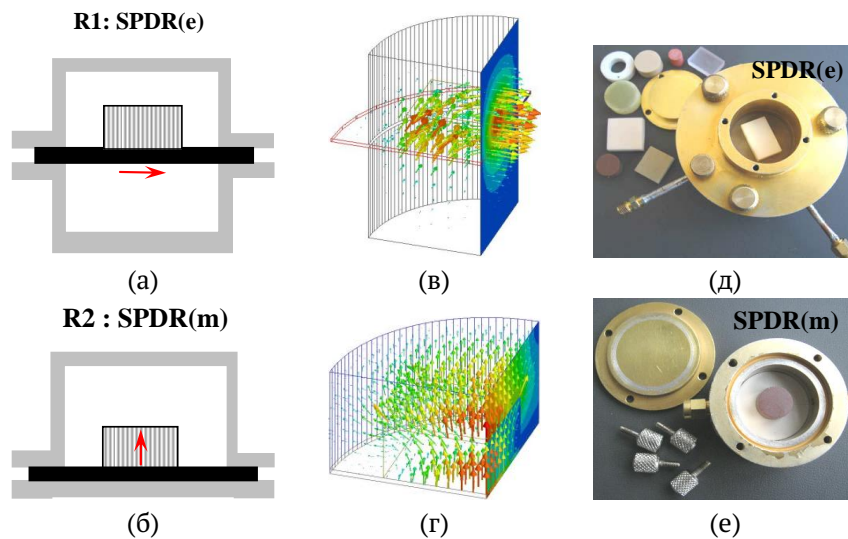 R1: SPDR(e)
SPDR(e)
(а)
(в)
(д)
R2 : SPDR(m)
SPDR(m)
(б)
(г)
(е)